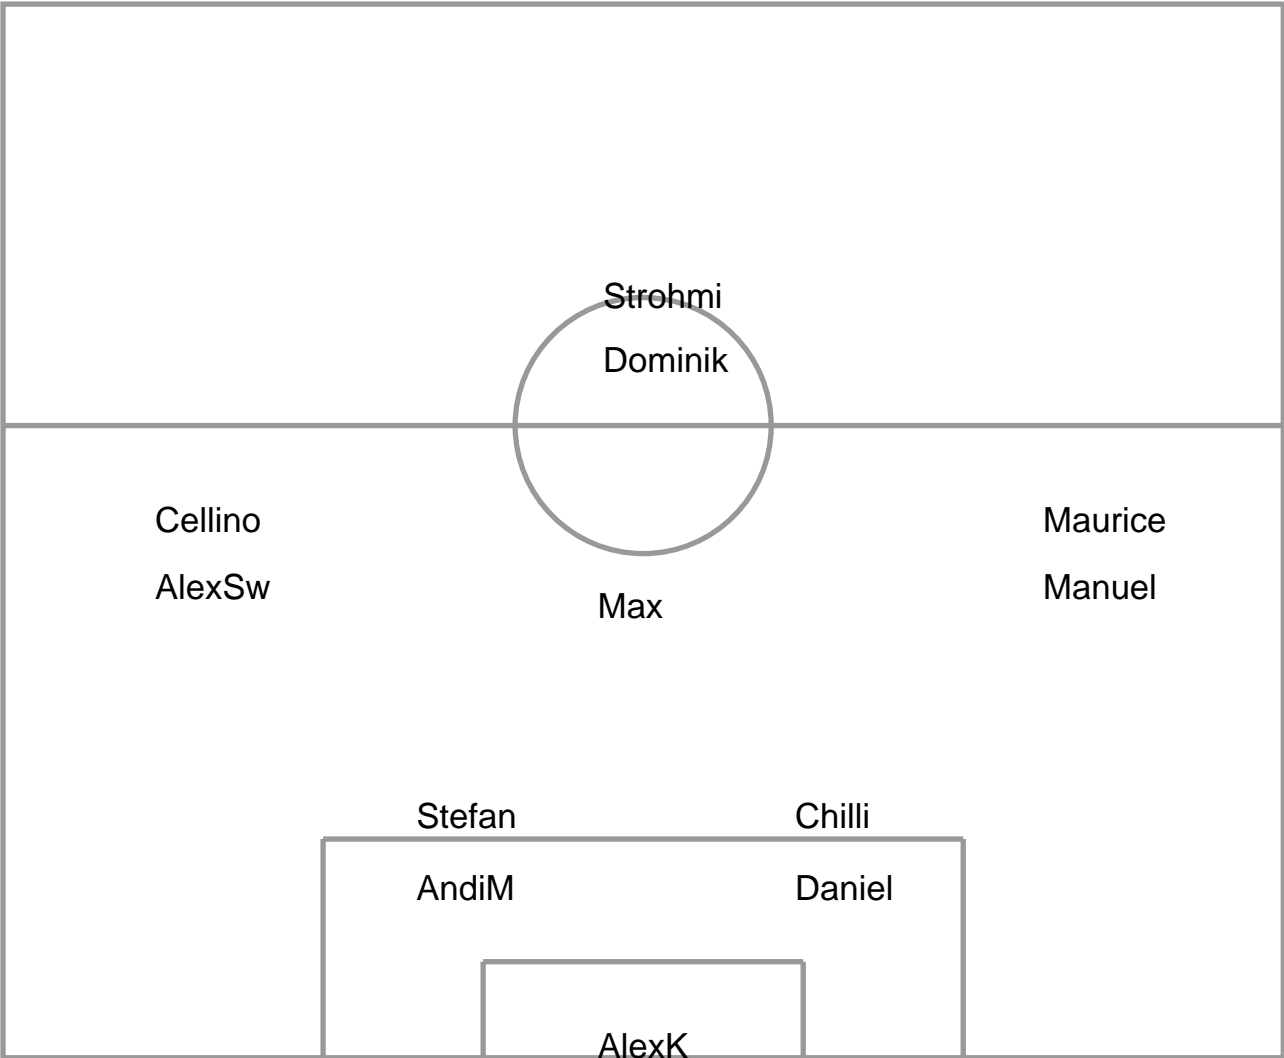 Strohmi
Dominik
Cellino
Maurice
AlexSw
Manuel
Max
Stefan
Chilli
AndiM
Daniel
AlexK